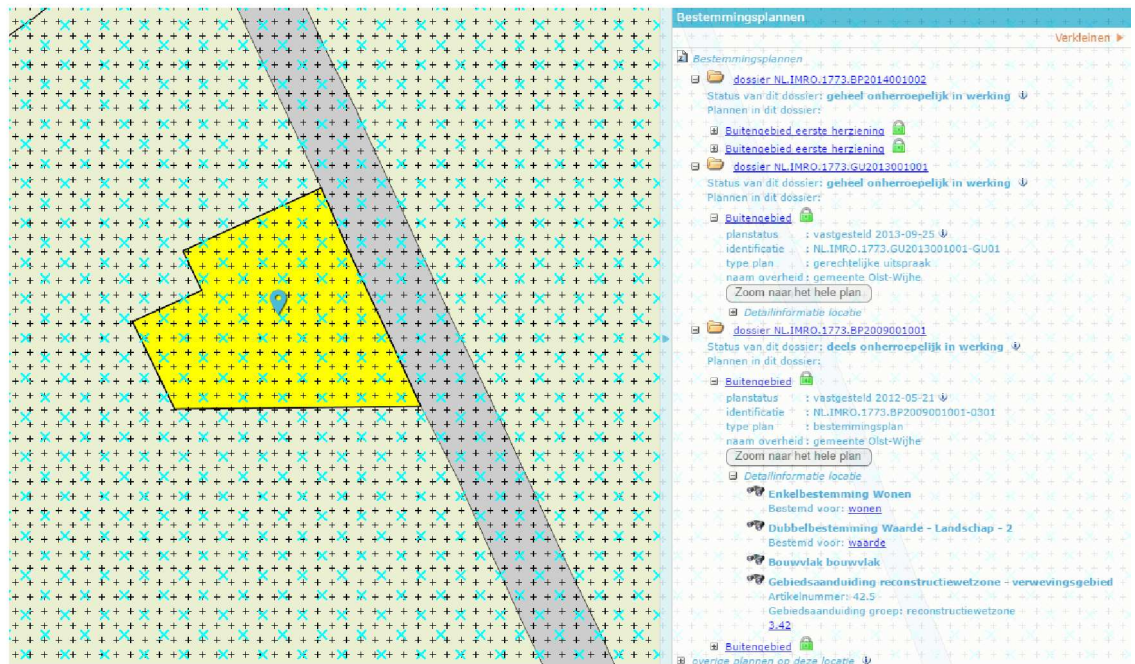 Bestemmingsplannen
Verkleinen
Bestemmingsplannen
dossier NL.IMRO.1773.BP2014001002
Status van dit dossier: geheel onherroepelijk in werking
Plannen in dit dossier:
Buitengebied eerste herziening
Buitengebied eerste herziening
dossier NL.IMRO.1773.GU2013001001
Status van dit dossier: geheel onherroepelijk in werking
Plannen in dit dossier:
Buitengebied
planstatus : vastgesteld 2013-09-25
identificatie : NL.IMRO.1773.GU2013001001-GU01
type plan : gerechtelijke uitspraak
naam overheid : gemeente Olst-Wijhe
Zoom naar het hele plan
Detailinformatie locatie
dossier NL.IMRO.1773.BP2009001001
Status van dit dossier: deels onherroepelijk in werking
Plannen in dit dossier:
Buitengebied
planstatus : vastgesteld 2012-05-21
identificatie : NL.IMRO.1773.BP2009001001-0301
type plan : bestemmingsplan
naam overheid : gemeente Olst-Wijhe
Zoom naar het hele plan
Detailinformatie locatie
Enkelbestemming Wonen
Bestemd voor: wonen
Dubbelbestemming Waarde - Landschap - 2
Bestemd voor: waarde
Bouwvlak bouwvlak
Gebiedsaanduiding reconstructiewetzone - verwevingsgebied
Artikelnummer: 42.5
Gebiedsaanduiding groep: reconstructiewetzone
3.42
Buitengebied
overige plannen op deze locatie